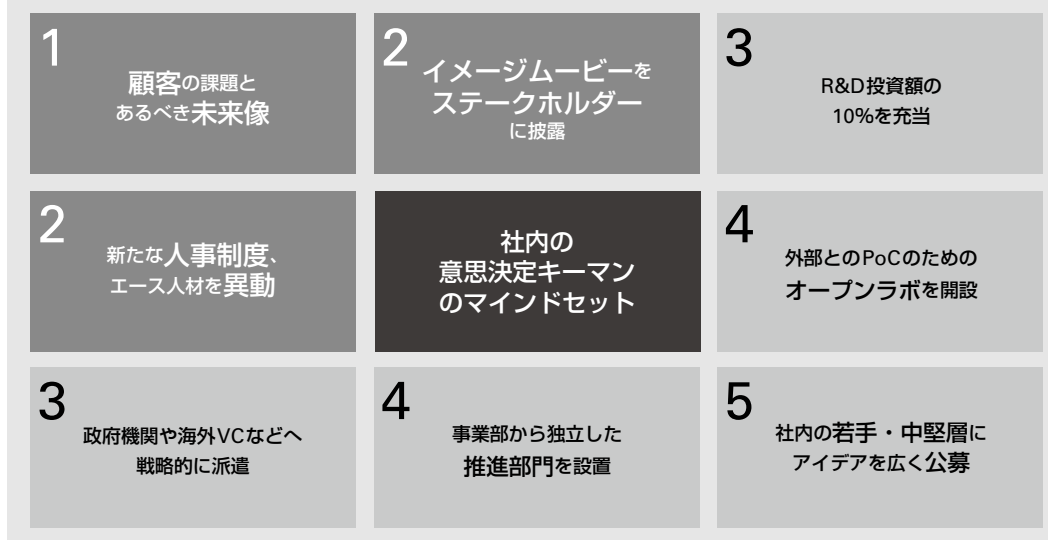 1
顧客の課題と
あるべき未来像
2
イメージムービーを
ステークホルダー
に披露
3
R&D投資額の
10%を充当
2
新たな人事制度、
エース人材を異動
社内の
意思決定キーマン
のマインドセット
4
外部とのPoCのための
オープンラボを開設
3
政府機関や海外VCなどへ
戦略的に派遣
4
事業部から独立した
推進部門を設置
5
社内の若手・中堅層に
アイデアを広く公募